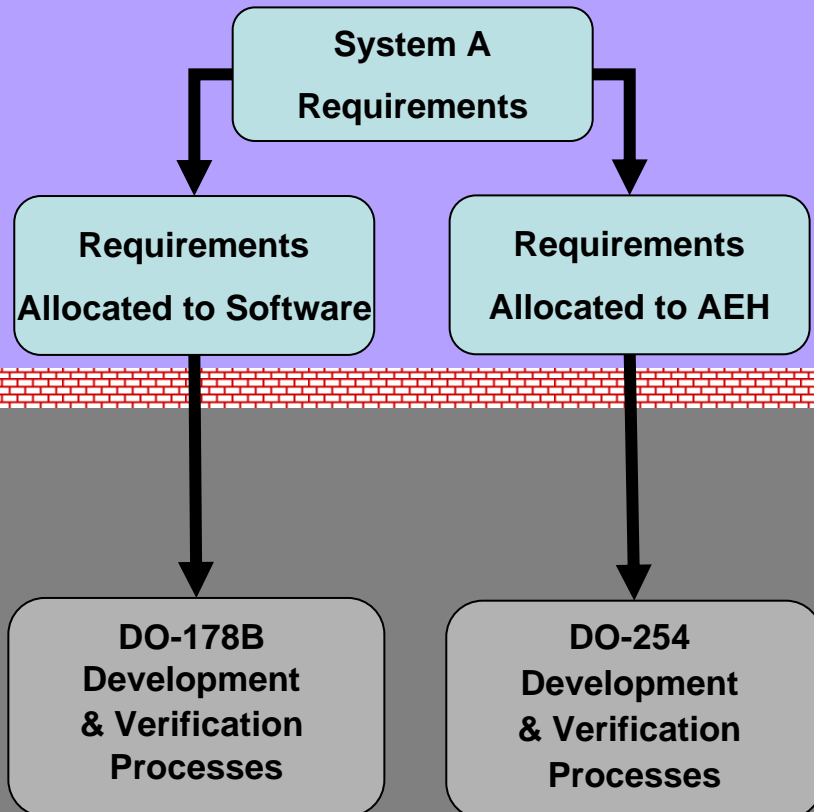 System A
Requirements
Requirements
Allocated to Software
Requirements
Allocated to AEH
DO-178B
Development
& Verification
Processes
DO-254
Development
& Verification
Processes